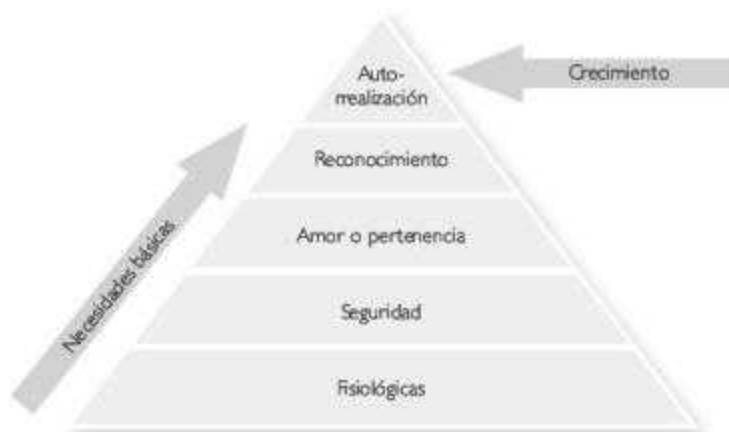 Auto-
rrealización
Crecimiento
Reconocimiento
Amor o pertenencia
Necesidades básicas
Seguridad
Fisiológicas